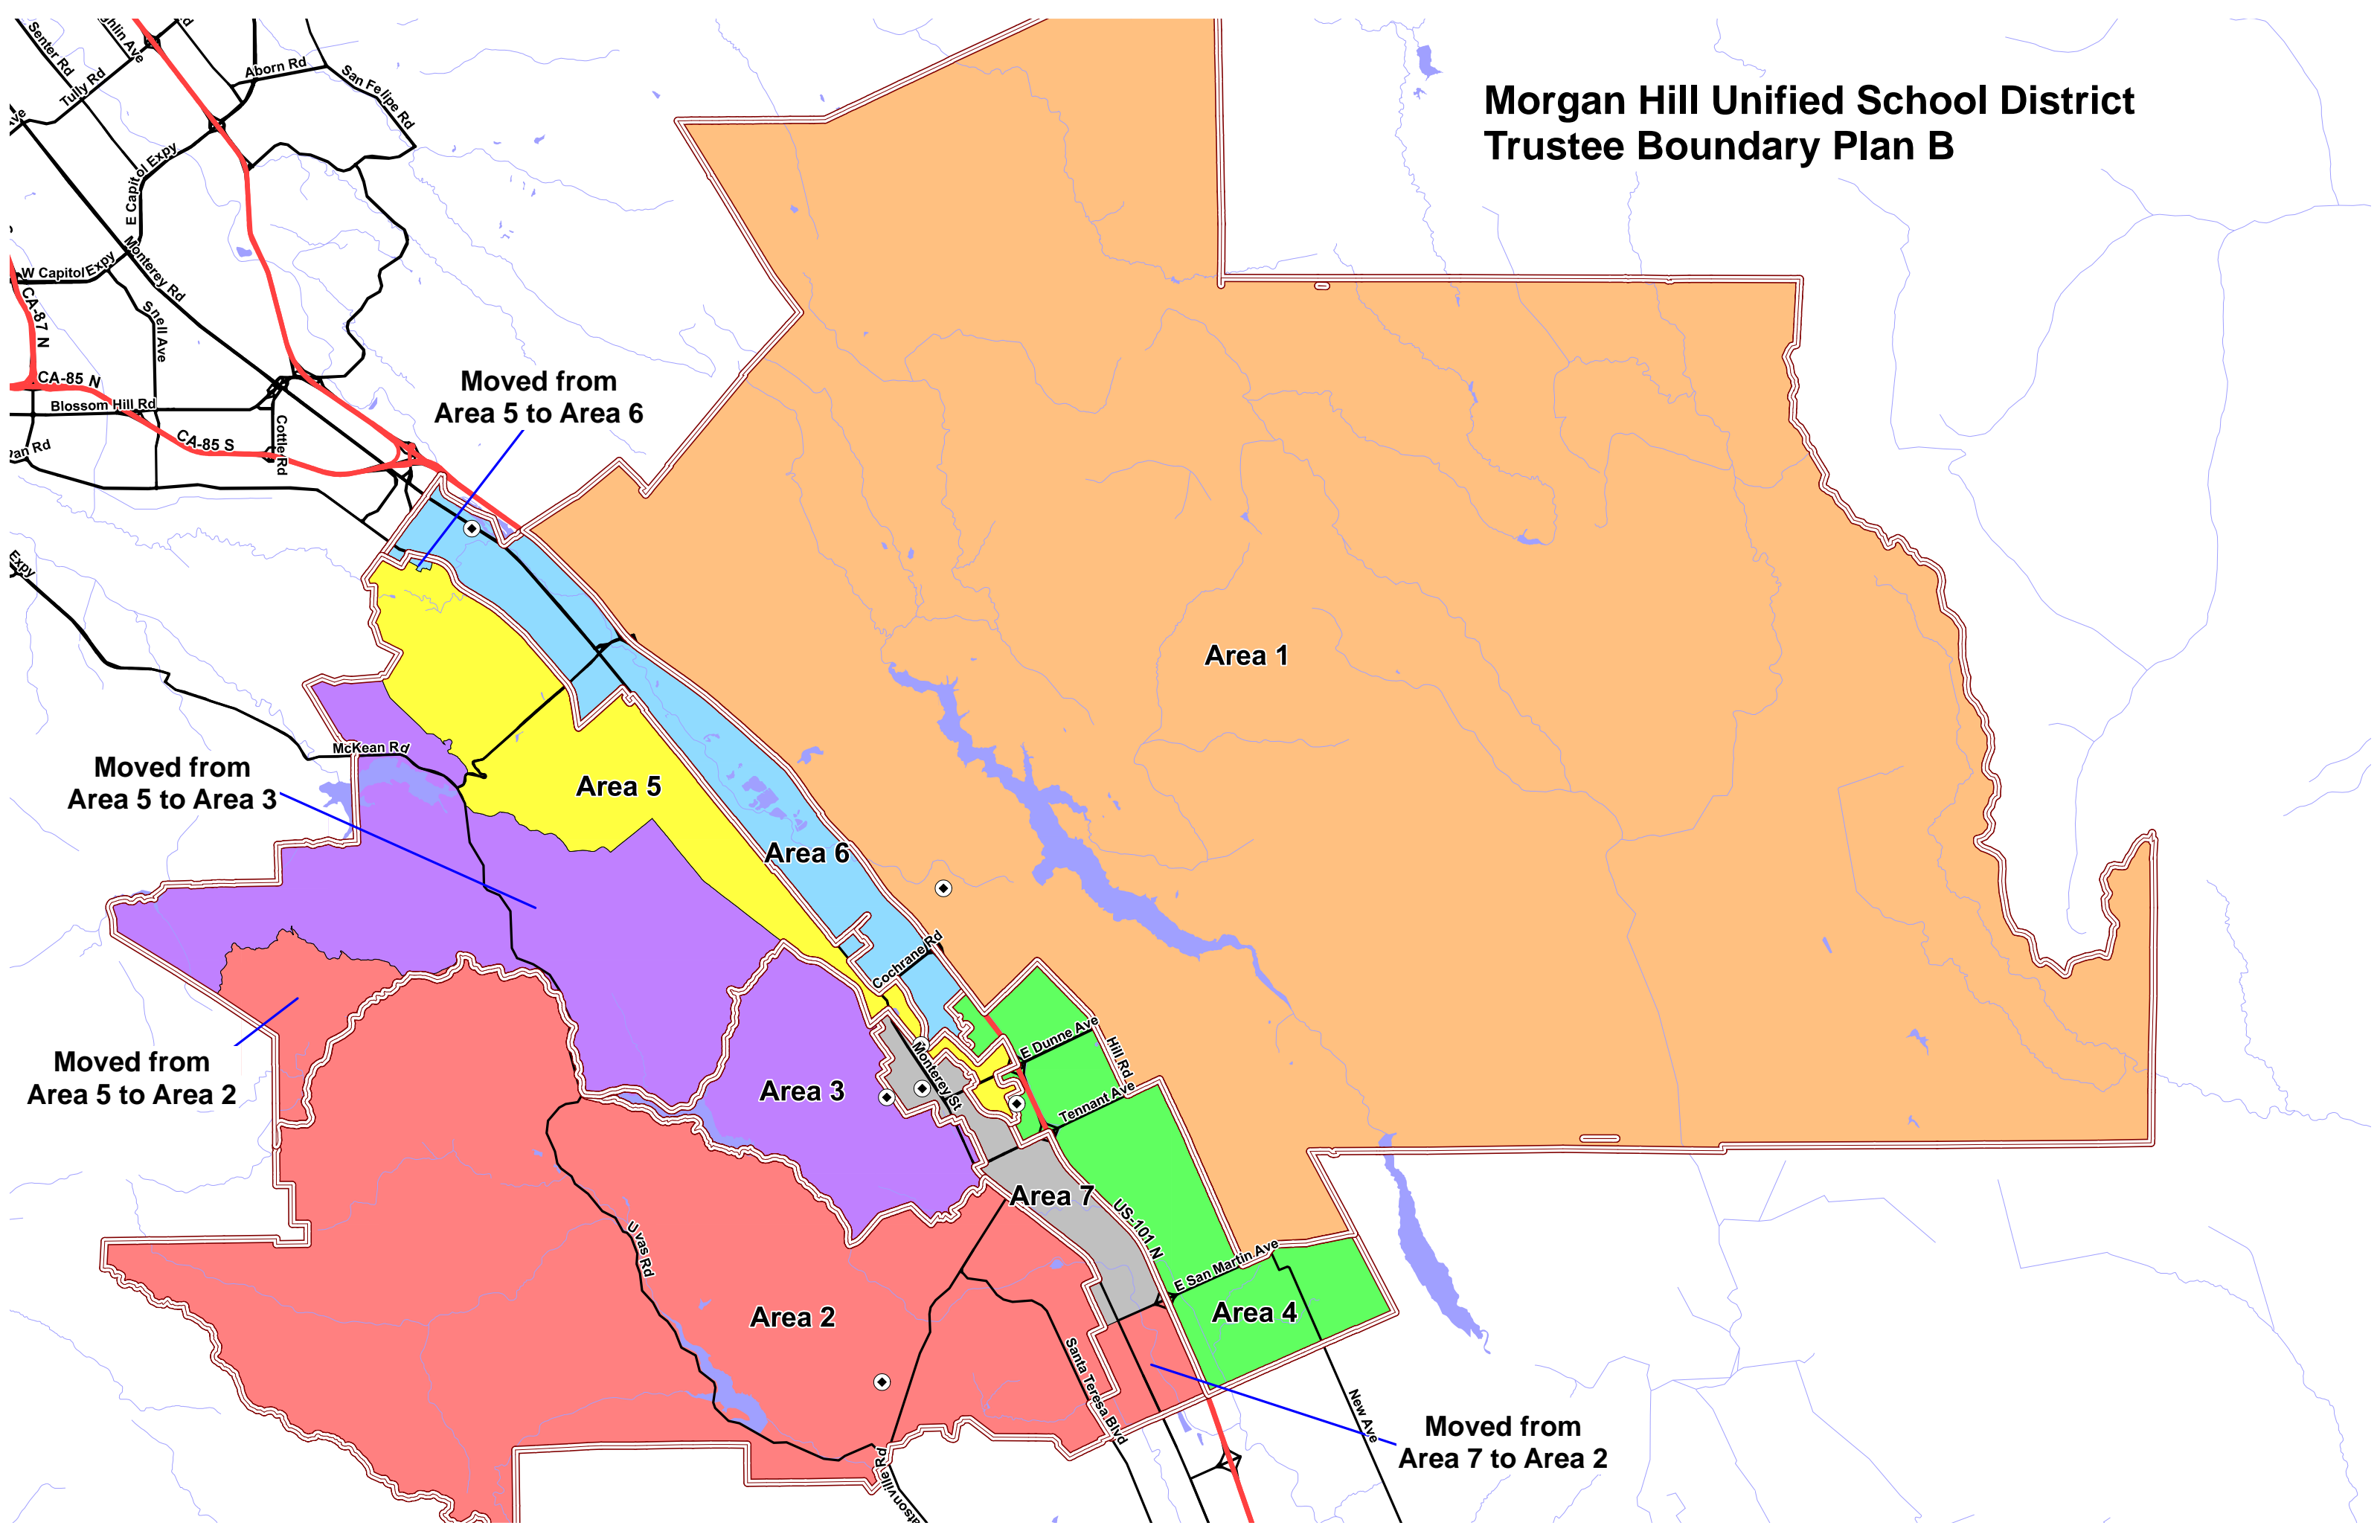 Morgan Hill Unified School District
Trustee Boundary Plan B
Senter Rd
Tully Rd
Aborn Rd
San Felipe Rd
E Capitol Expy
Monterey Rd
W Capitol Expy
Snell Ave
CA-87 N
CA-85 N
Blossom Hill Rd
CA-85 S
Cottle Rd
Expy
Moved from
Area 5 to Area 6
Area 1
McKean Rd
Moved from
Area 5 to Area 3
Area 5
Area 6
Cochrane Rd
Moved from
Area 5 to Area 2
Area 3
Monterey St
E Dunne Ave
Hill Rd
Tennant Ave
Area 7
US-101 N
Uvas Rd
E San Martin Ave
Area 2
Area 4
Santa Teresa Blvd
New Ave
Moved from
Area 7 to Area 2